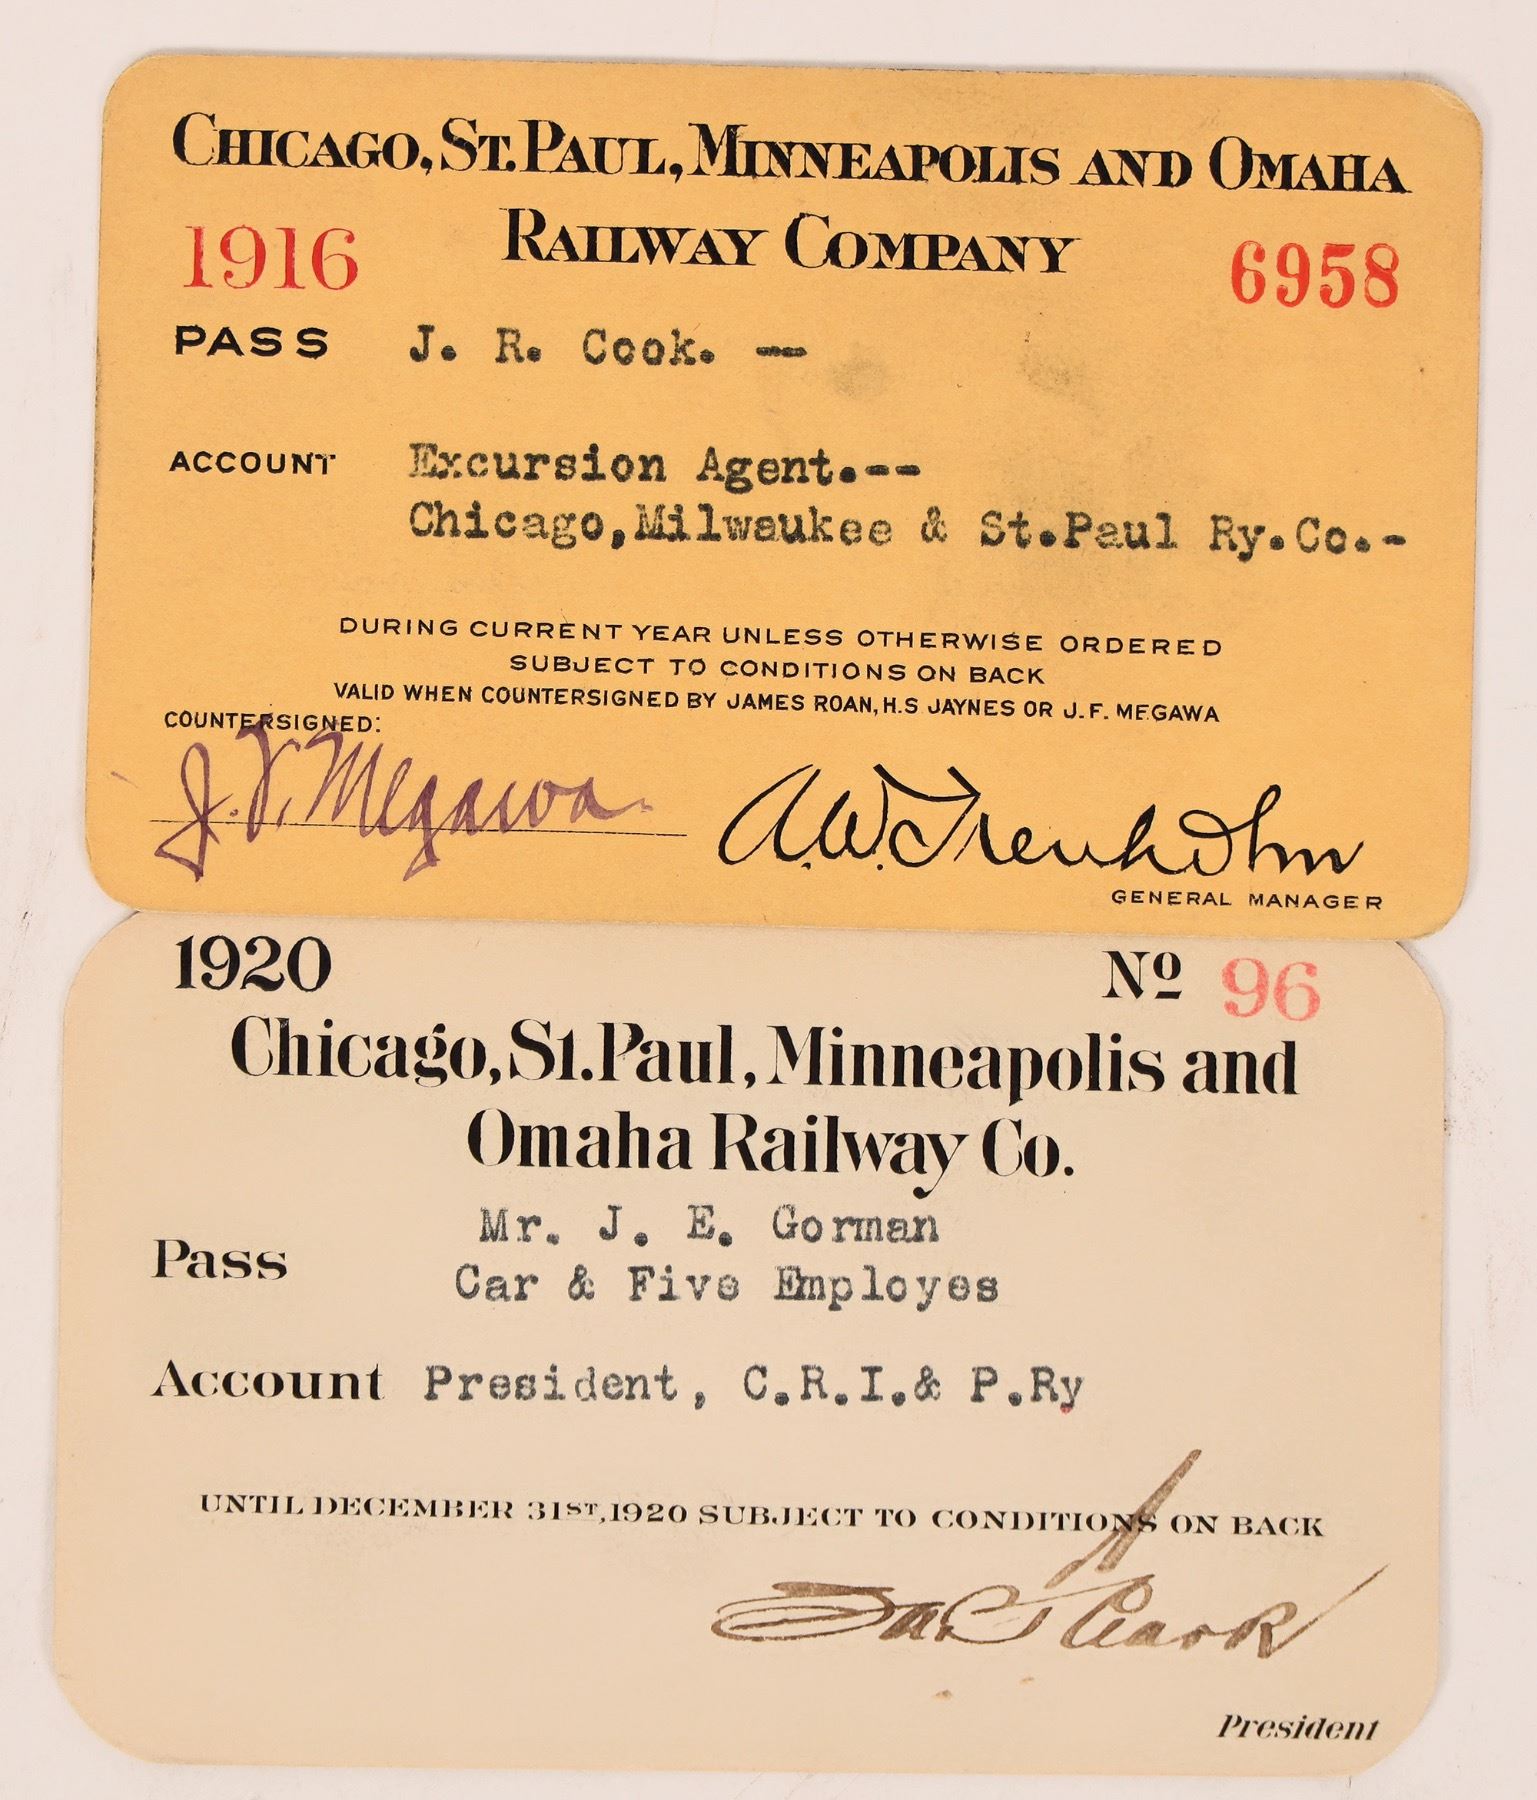 CHICAGO, ST. PAUL, MINNEAPOLIS AND OMAHA
RAILWAY COMPANY
1916 6958
PASS J. R. Cook. —
ACCOUNT Excursion Agent.--
Chicago,Milwaukee & St.Paul Ry.Co.-
DURING CURRENT YEAR UNLESS OTHERWISE ORDERED
SUBJECT TO CONDITIONS ON BACK
VALID WHEN COUNTERSIGNED BY JAMES ROAN, H.S JAYNES OR J.F. MEGAWA
COUNTERSIGNED:
J. F. Megawa. A.W. Trenholm
GENERAL MANAGER
1920 No 96
Chicago, St. Paul, Minneapolis and
Omaha Railway Co.
Mr. J. E. Gorman
Pass
Car & Five Employes
Account President, C.R.I.& P.Ry
UNTIL DECEMBER 31ST, 1920 SUBJECT TO CONDITIONS ON BACK
President